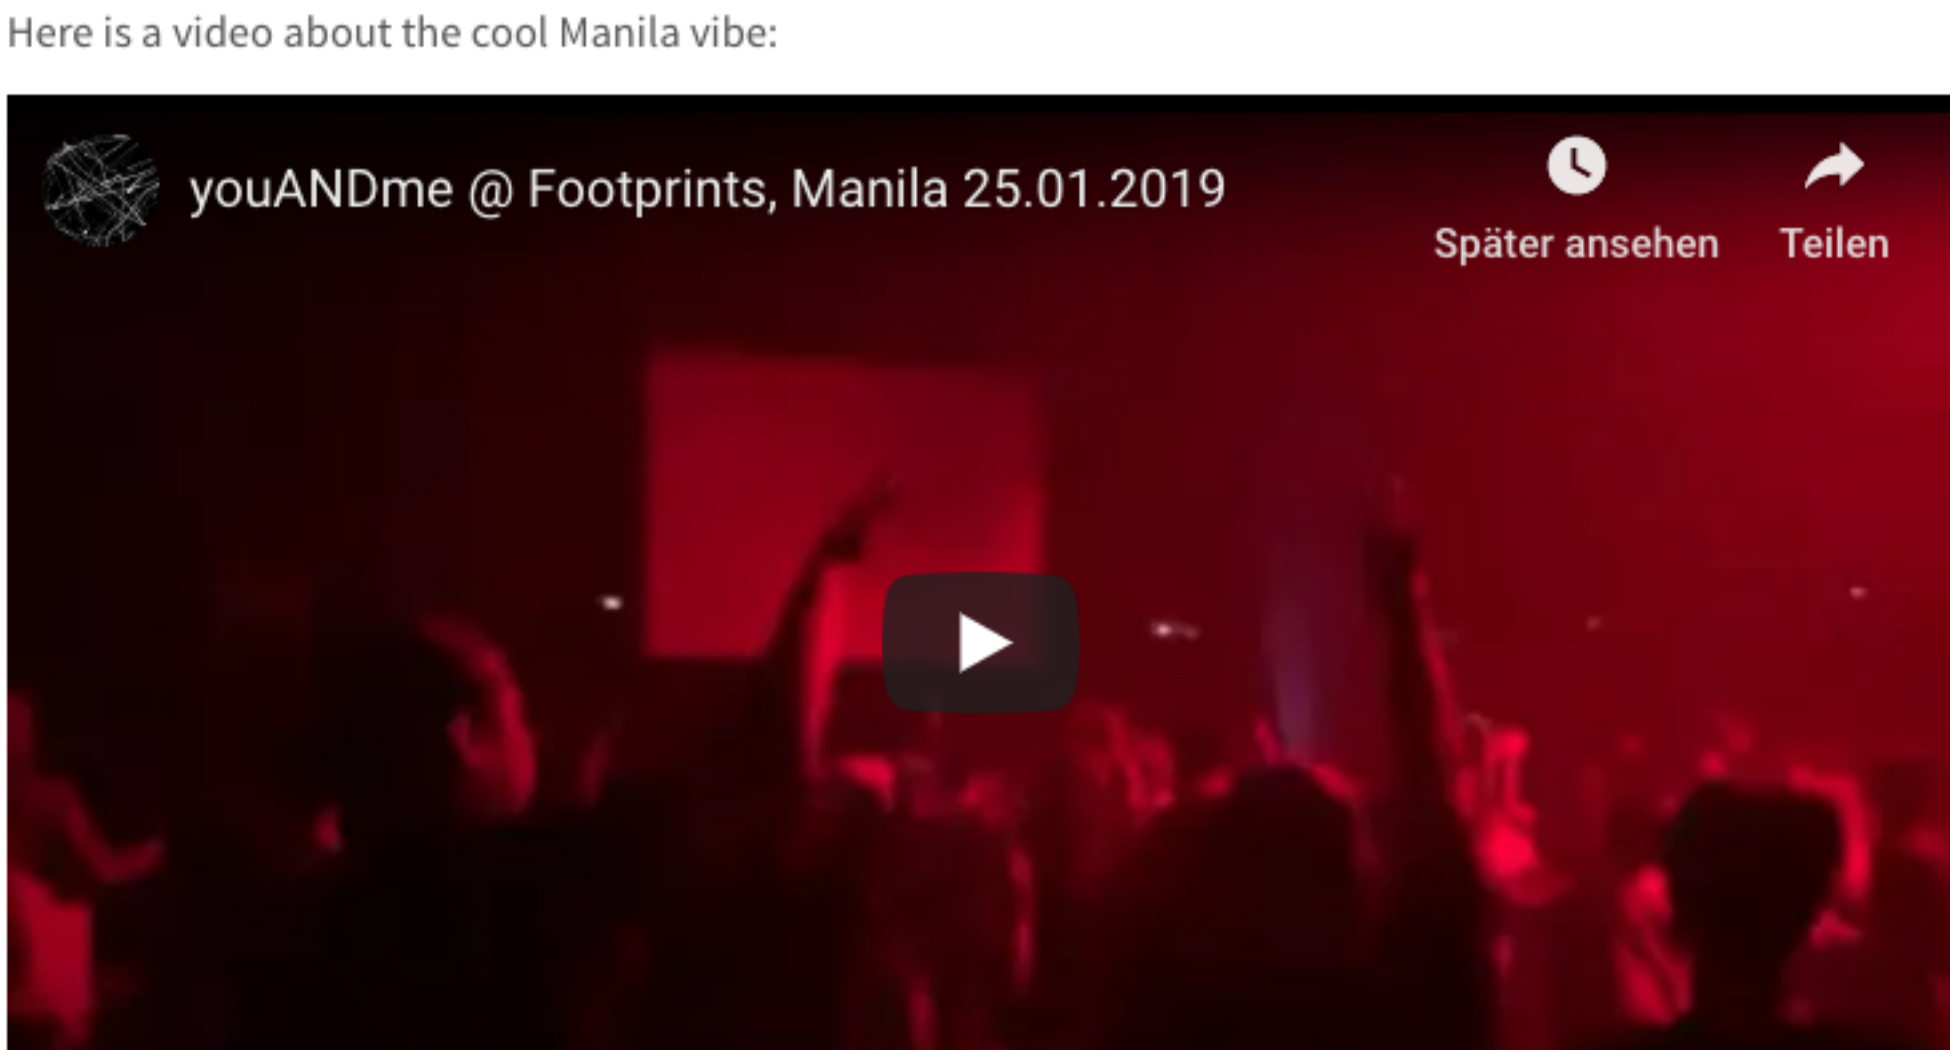 Here is a video about the cool Manila vibe:
youANDme @ Footprints, Manila 25.01.2019
Später ansehen
Teilen